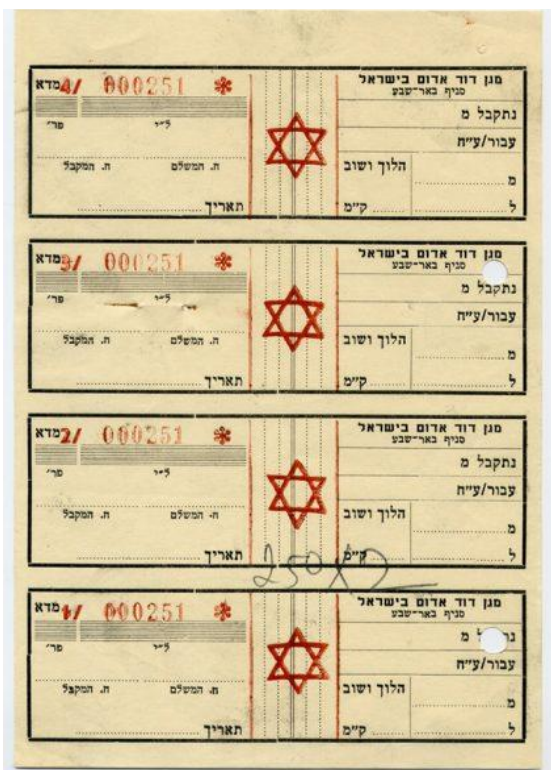 מגן דוד אדום בישראל
סניף באר־שבע
מדא 4/ 000251 *
נתקבל מ
עבור/ע״ח
הלוך ושוב
מ
ל ק״מ
ל״י פר׳
ח. המשלם ח. המקבל
תאריך
מגן דוד אדום בישראל
סניף באר־שבע
מדא 3/ 000251 *
נתקבל מ
עבור/ע״ח
הלוך ושוב
מ
ל ק״מ
ל״י פר׳
ח. המשלם ח. המקבל
תאריך
מגן דוד אדום בישראל
סניף באר־שבע
מדא 2/ 000251 *
נתקבל מ
עבור/ע״ח
הלוך ושוב
מ
ל ק״מ
ל״י פר׳
ח. המשלם ח. המקבל
תאריך
250 x 2
מגן דוד אדום בישראל
סניף באר־שבע
מדא 1/ 000251 *
מ
עבור/ע״ח
הלוך ושוב
מ
ל ק״מ
ל״י פר׳
ח. המשלם ח. המקבל
תאריך